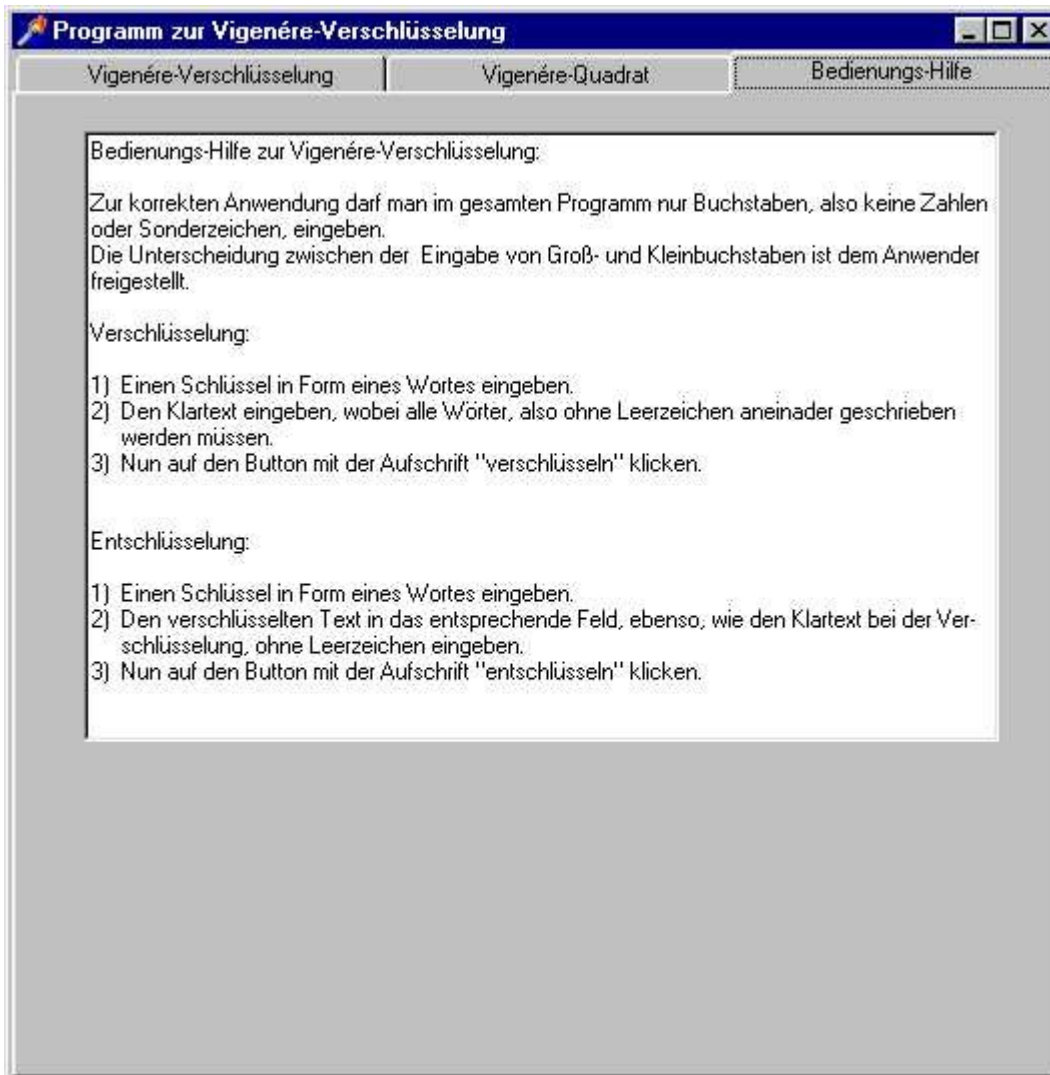 Programm zur Vigenére-Verschlüsselung
Vigenére-Verschlüsselung
Vigenére-Quadrat
Bedienungs-Hilfe
Bedienungs-Hilfe zur Vigenére-Verschlüsselung:
Zur korrekten Anwendung darf man im gesamten Programm nur Buchstaben, also keine Zahlen
oder Sonderzeichen, eingeben.
Die Unterscheidung zwischen der Eingabe von Groß- und Kleinbuchstaben ist dem Anwender
freigestellt.
Verschlüsselung:
1) Einen Schlüssel in Form eines Wortes eingeben.
2) Den Klartext eingeben, wobei alle Wörter, also ohne Leerzeichen aneinader geschrieben
werden müssen.
3) Nun auf den Button mit der Aufschrift "verschlüsseln" klicken.
Entschlüsselung:
1) Einen Schlüssel in Form eines Wortes eingeben.
2) Den verschlüsselten Text in das entsprechende Feld, ebenso, wie den Klartext bei der Ver-
schlüsselung, ohne Leerzeichen eingeben.
3) Nun auf den Button mit der Aufschrift "entschlüsseln" klicken.